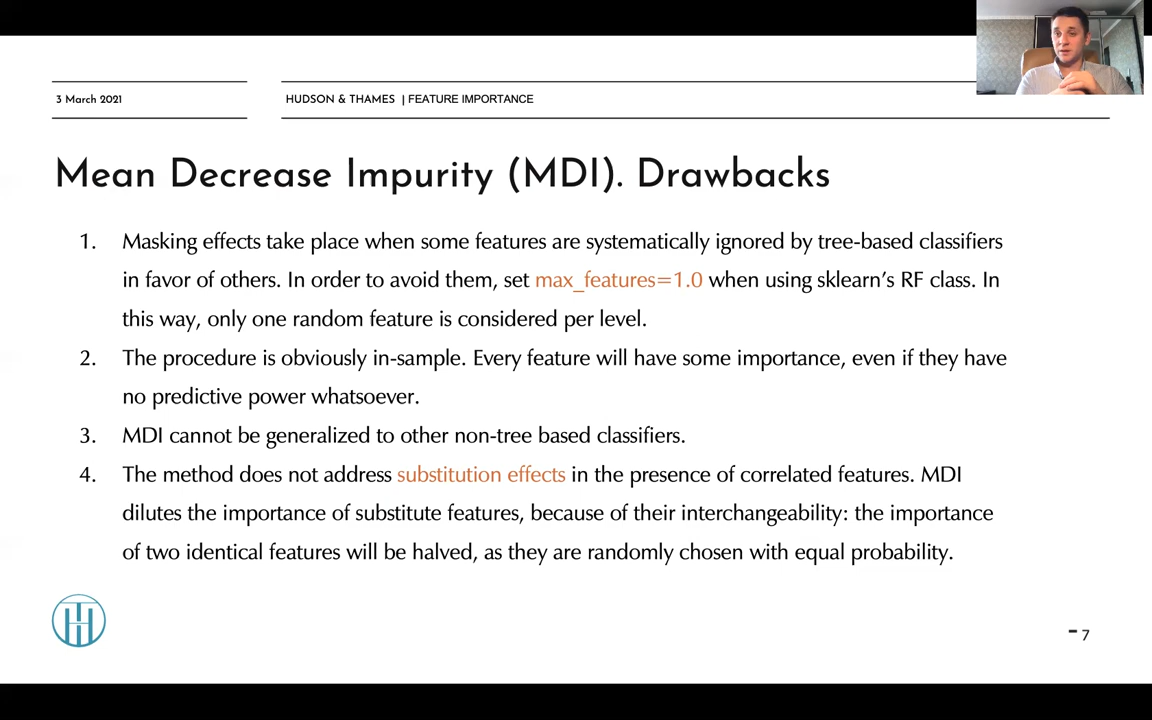 3 March 2021
HUDSON & THAMES | FEATURE IMPORTANCE
Mean Decrease Impurity (MDI). Drawbacks
1. Masking effects take place when some features are systematically ignored by tree-based classifiers
in favor of others. In order to avoid them, set max_features=1.0 when using sklearn's RF class. In
this way, only one random feature is considered per level.
2. The procedure is obviously in-sample. Every feature will have some importance, even if they have
no predictive power whatsoever.
3. MDI cannot be generalized to other non-tree based classifiers.
4. The method does not address substitution effects in the presence of correlated features. MDI
dilutes the importance of substitute features, because of their interchangeability: the importance
of two identical features will be halved, as they are randomly chosen with equal probability.
- 7